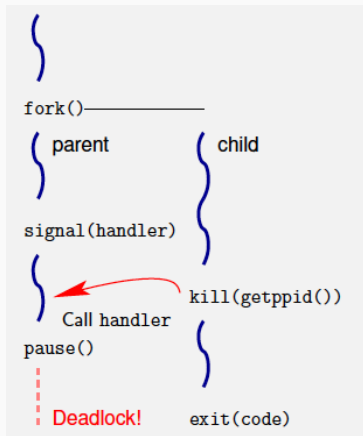 fork()
parent child
signal(handler)
kill(getppid())
Call handler
pause()
Deadlock! exit(code)